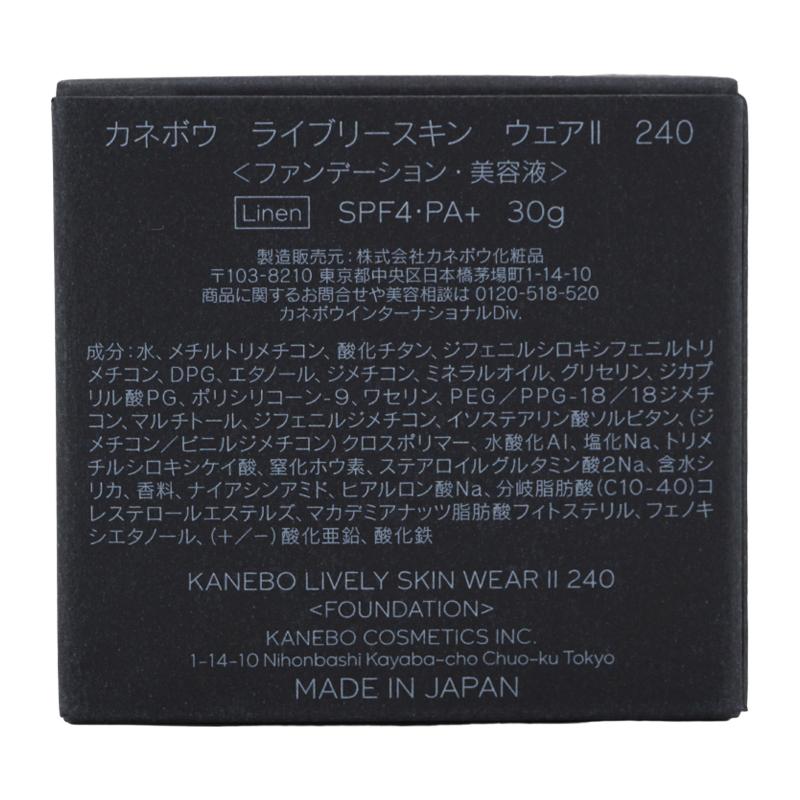 カネボウ ライブリースキン ウェアII 240
<ファンデーション・美容液>
Linen SPF4・PA+ 30g
製造販売元：株式会社カネボウ化粧品
〒103-8210 東京都中央区日本橋茅場町1-14-10
商品に関するお問合せや美容相談は 0120-518-520
カネボウインターナショナルDiv.
成分：水、メチルトリメチコン、酸化チタン、ジフェニルシロキシフェニルトリ
メチコン、DPG、エタノール、ジメチコン、ミネラルオイル、グリセリン、ジカプ
リル酸PG、ポリシリコーン-9、ワセリン、PEG／PPG-18／18ジメチ
コン、マルチトール、ジフェニルジメチコン、イソステアリン酸ソルビタン、（ジ
メチコン／ビニルジメチコン）クロスポリマー、水酸化Al、塩化Na、トリメ
チルシロキシケイ酸、窒化ホウ素、ステアロイルグルタミン酸2Na、含水シ
リカ、香料、ナイアシンアミド、ヒアルロン酸Na、分岐脂肪酸（C10-40）コ
レステロールエステルズ、マカデミアナッツ脂肪酸フィトステリル、フェノキ
シエタノール、（+／−）酸化亜鉛、酸化鉄
KANEBO LIVELY SKIN WEAR II 240
<FOUNDATION>
KANEBO COSMETICS INC.
1-14-10 Nihonbashi Kayaba-cho Chuo-ku Tokyo
MADE IN JAPAN